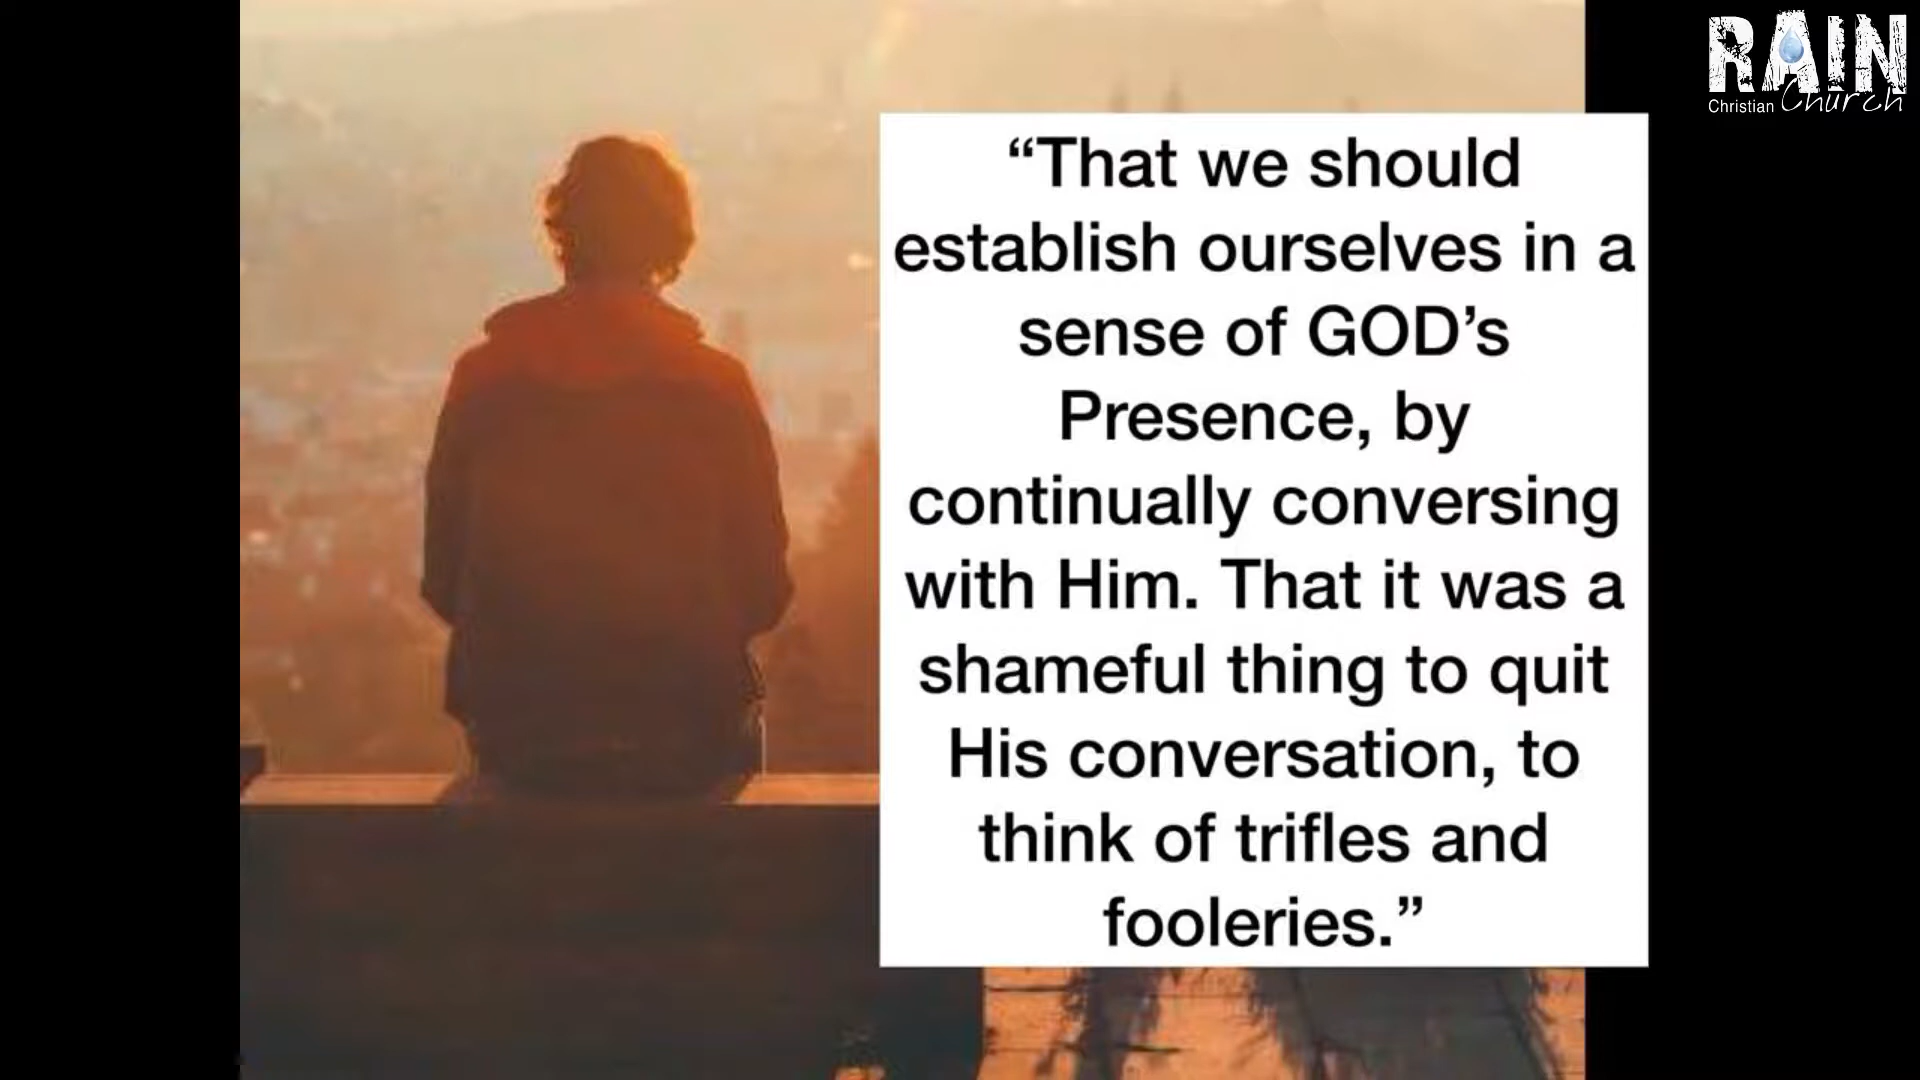 RAIN
Christian Church
“That we should
establish ourselves in a
sense of GOD’s
Presence, by
continually conversing
with Him. That it was a
shameful thing to quit
His conversation, to
think of trifles and
fooleries.”